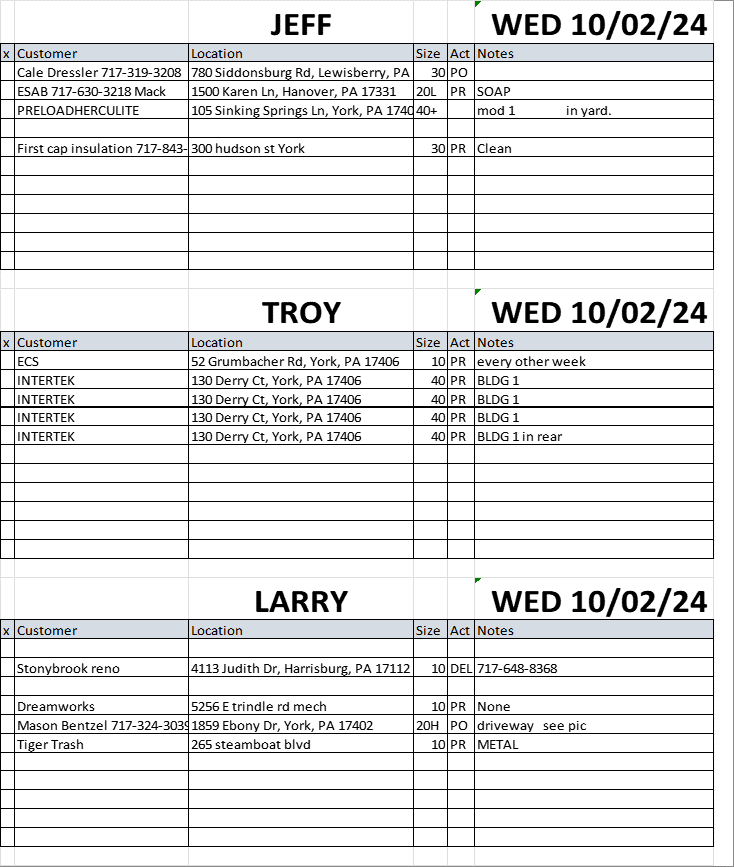 JEFF WED 10/02/24
x Customer Location Size Act Notes
Cale Dressler 717-319-3208 780 Siddonsburg Rd, Lewisberry, PA 30 PO
ESAB 717-630-3218 Mack 1500 Karen Ln, Hanover, PA 17331 20L PR SOAP
PRELOADHERCULITE 105 Sinking Springs Ln, York, PA 1740 40+ mod 1 in yard.
First cap insulation 717-843- 300 hudson st York 30 PR Clean
TROY WED 10/02/24
x Customer Location Size Act Notes
ECS 52 Grumbacher Rd, York, PA 17406 10 PR every other week
INTERTEK 130 Derry Ct, York, PA 17406 40 PR BLDG 1
INTERTEK 130 Derry Ct, York, PA 17406 40 PR BLDG 1
INTERTEK 130 Derry Ct, York, PA 17406 40 PR BLDG 1
INTERTEK 130 Derry Ct, York, PA 17406 40 PR BLDG 1 in rear
LARRY WED 10/02/24
x Customer Location Size Act Notes
Stonybrook reno 4113 Judith Dr, Harrisburg, PA 17112 10 DEL 717-648-8368
Dreamworks 5256 E trindle rd mech 10 PR None
Mason Bentzel 717-324-3039 1859 Ebony Dr, York, PA 17402 20H PO driveway see pic
Tiger Trash 265 steamboat blvd 10 PR METAL